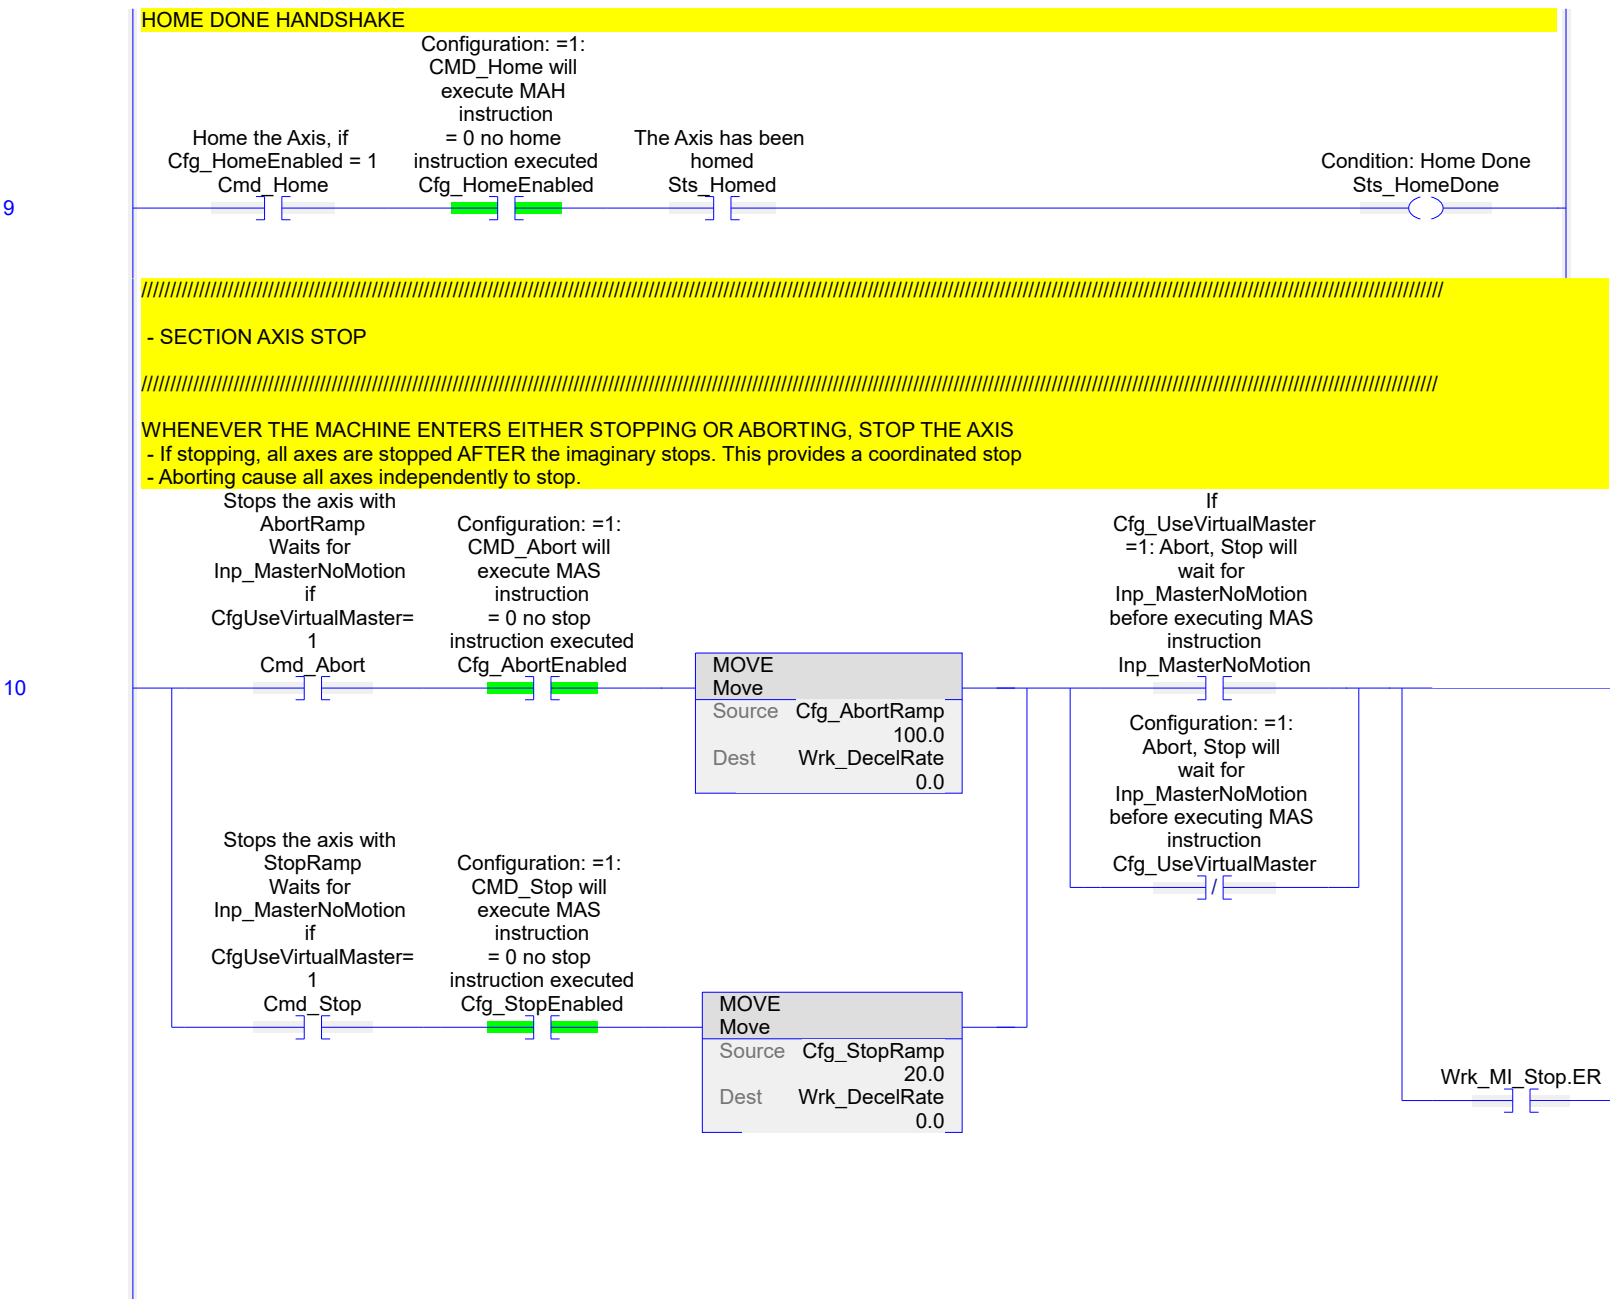 HOME DONE HANDSHAKE
Configuration: =1:
CMD_Home will
execute MAH
instruction
= 0 no home
instruction executed
Cfg_HomeEnabled
Home the Axis, if
Cfg_HomeEnabled = 1
Cmd_Home
The Axis has been
homed
Sts_Homed
Condition: Home Done
Sts_HomeDone
9
////////////////////////////////////////////////////////////////////////////////////////////////////////////////////////////////////////////////////////////////////////////////////////////////////////////////////////////////////
- SECTION AXIS STOP
///////////////////////////////////////////////////////////////////////////////////////////////////////////////////////////////////////////////////////////////////////////////////////////////////////////////////////////////////
WHENEVER THE MACHINE ENTERS EITHER STOPPING OR ABORTING, STOP THE AXIS
- If stopping, all axes are stopped AFTER the imaginary stops. This provides a coordinated stop
- Aborting cause all axes independently to stop.
Stops the axis with
AbortRamp
Waits for
Inp_MasterNoMotion
if
CfgUseVirtualMaster=
1
Cmd_Abort
Configuration: =1:
CMD_Abort will
execute MAS
instruction
= 0 no stop
instruction executed
Cfg_AbortEnabled
MOVE
Move
Source Cfg_AbortRamp
100.0
Dest Wrk_DecelRate
0.0
If
Cfg_UseVirtualMaster
=1: Abort, Stop will
wait for
Inp_MasterNoMotion
before executing MAS
instruction
Inp_MasterNoMotion
10
Configuration: =1:
Abort, Stop will
wait for
Inp_MasterNoMotion
before executing MAS
instruction
Cfg_UseVirtualMaster
/
Stops the axis with
StopRamp
Waits for
Inp_MasterNoMotion
if
CfgUseVirtualMaster=
1
Cmd_Stop
Configuration: =1:
CMD_Stop will
execute MAS
instruction
= 0 no stop
instruction executed
Cfg_StopEnabled
MOVE
Move
Source Cfg_StopRamp
20.0
Dest Wrk_DecelRate
0.0
Wrk_MI_Stop.ER